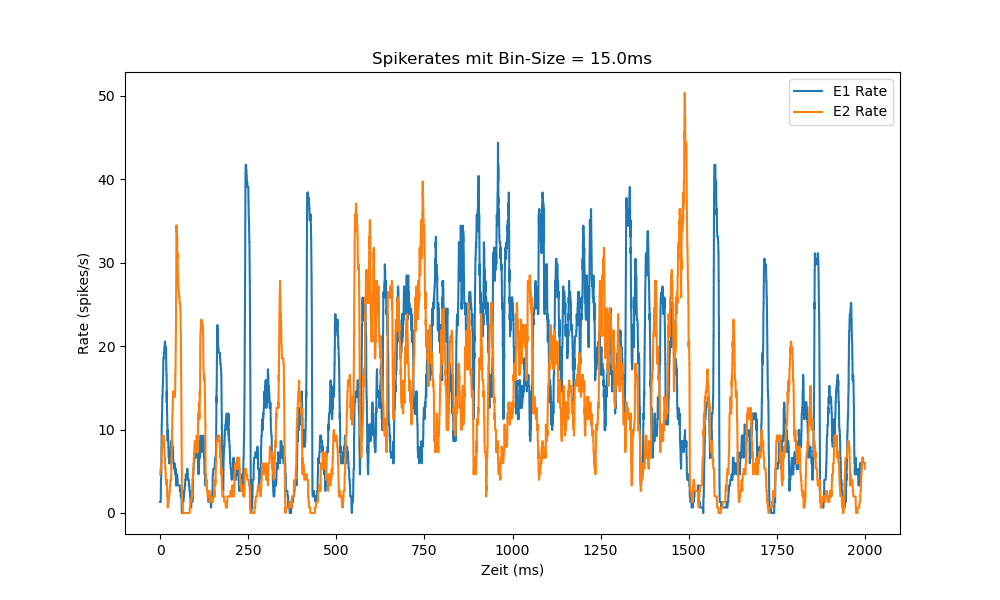 Spikerates mit Bin-Size = 15.0ms
E1 Rate
E2 Rate
50
40
30
20
10
0
Rate (spikes/s)
0 250 500 750 1000 1250 1500 1750 2000
Zeit (ms)